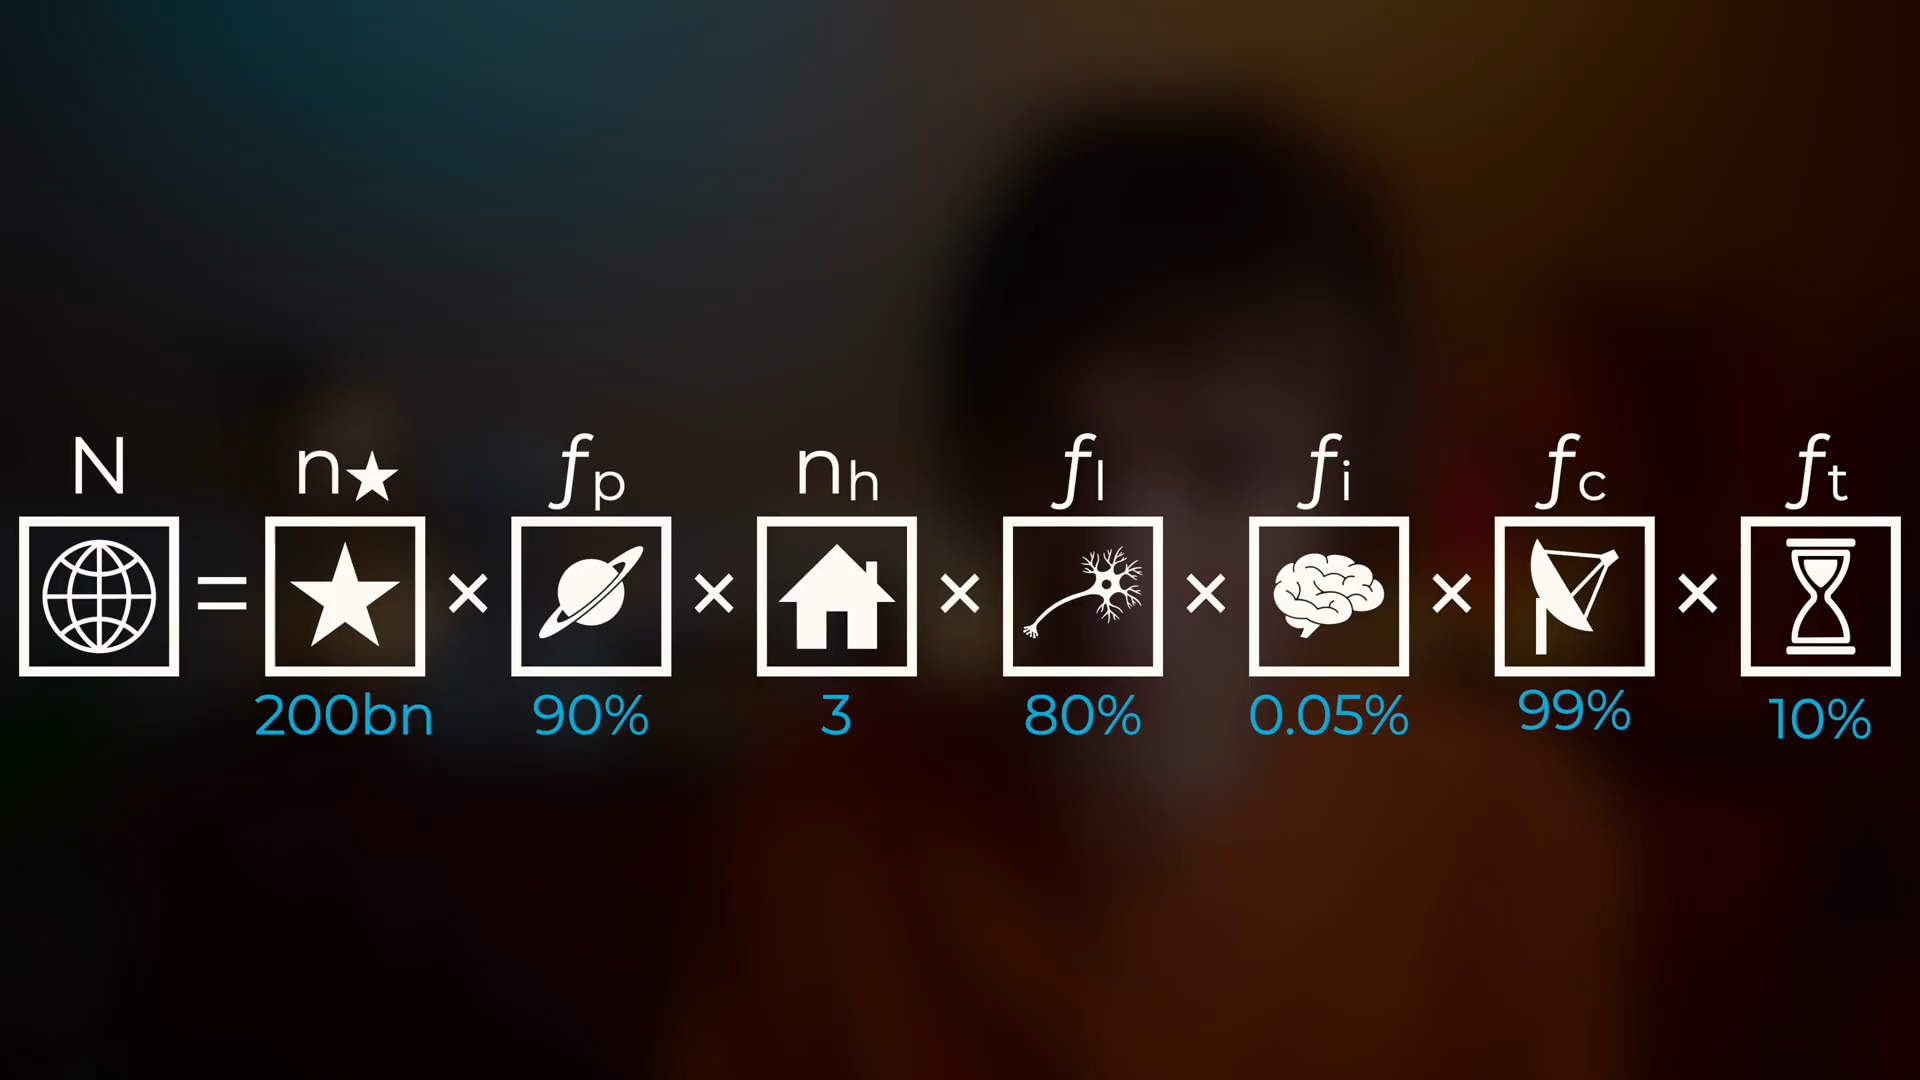 N n★ fp nh fl fi fc ft
= × × × × × ×
200bn 90% 3 80% 0.05% 99% 10%